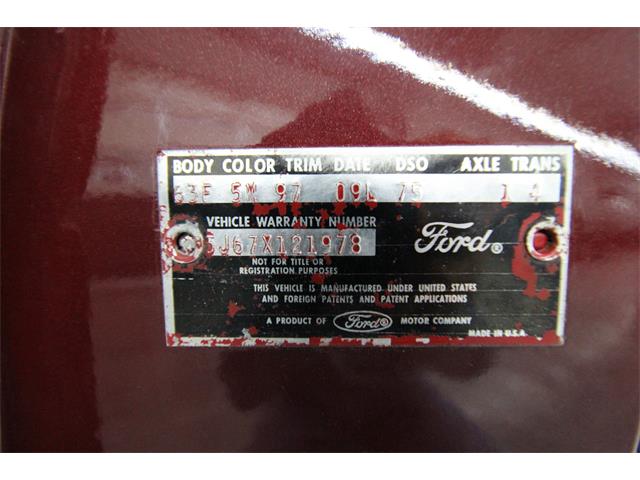 BODY COLOR TRIM DATE DSO AXLE TRANS
63F 5M 97 09L 75 1 4
VEHICLE WARRANTY NUMBER
5J67X121978
Ford®
NOT FOR TITLE OR
REGISTRATION PURPOSES
THIS VEHICLE IS MANUFACTURED UNDER UNITED STATES
AND FOREIGN PATENTS AND PATENT APPLICATIONS
A PRODUCT OF Ford® MOTOR COMPANY
MADE IN U.S.A.